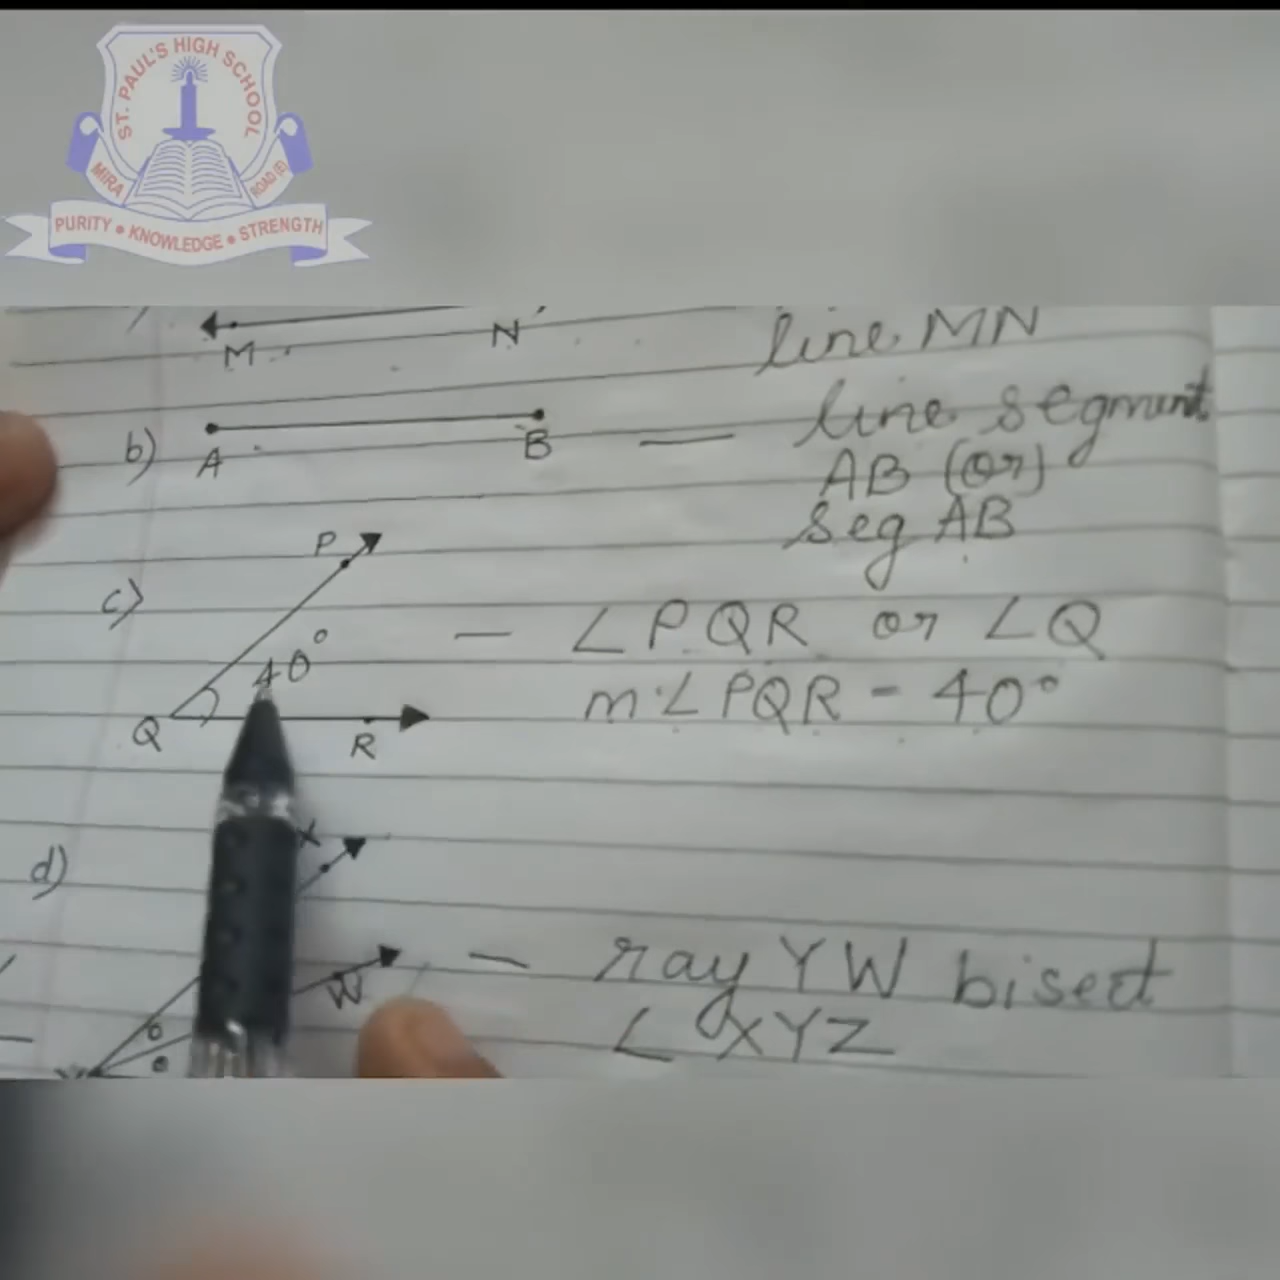 ST. PAUL'S HIGH SCHOOL
MIRA ROAD (E)
PURITY • KNOWLEDGE • STRENGTH
M N line MN
b) A B — line segment
AB (or)
seg AB
c) P
40°
Q R
— ∠PQR or ∠Q
m∠PQR - 40°
d) X
W
— ray YW bisect
∠XYZ